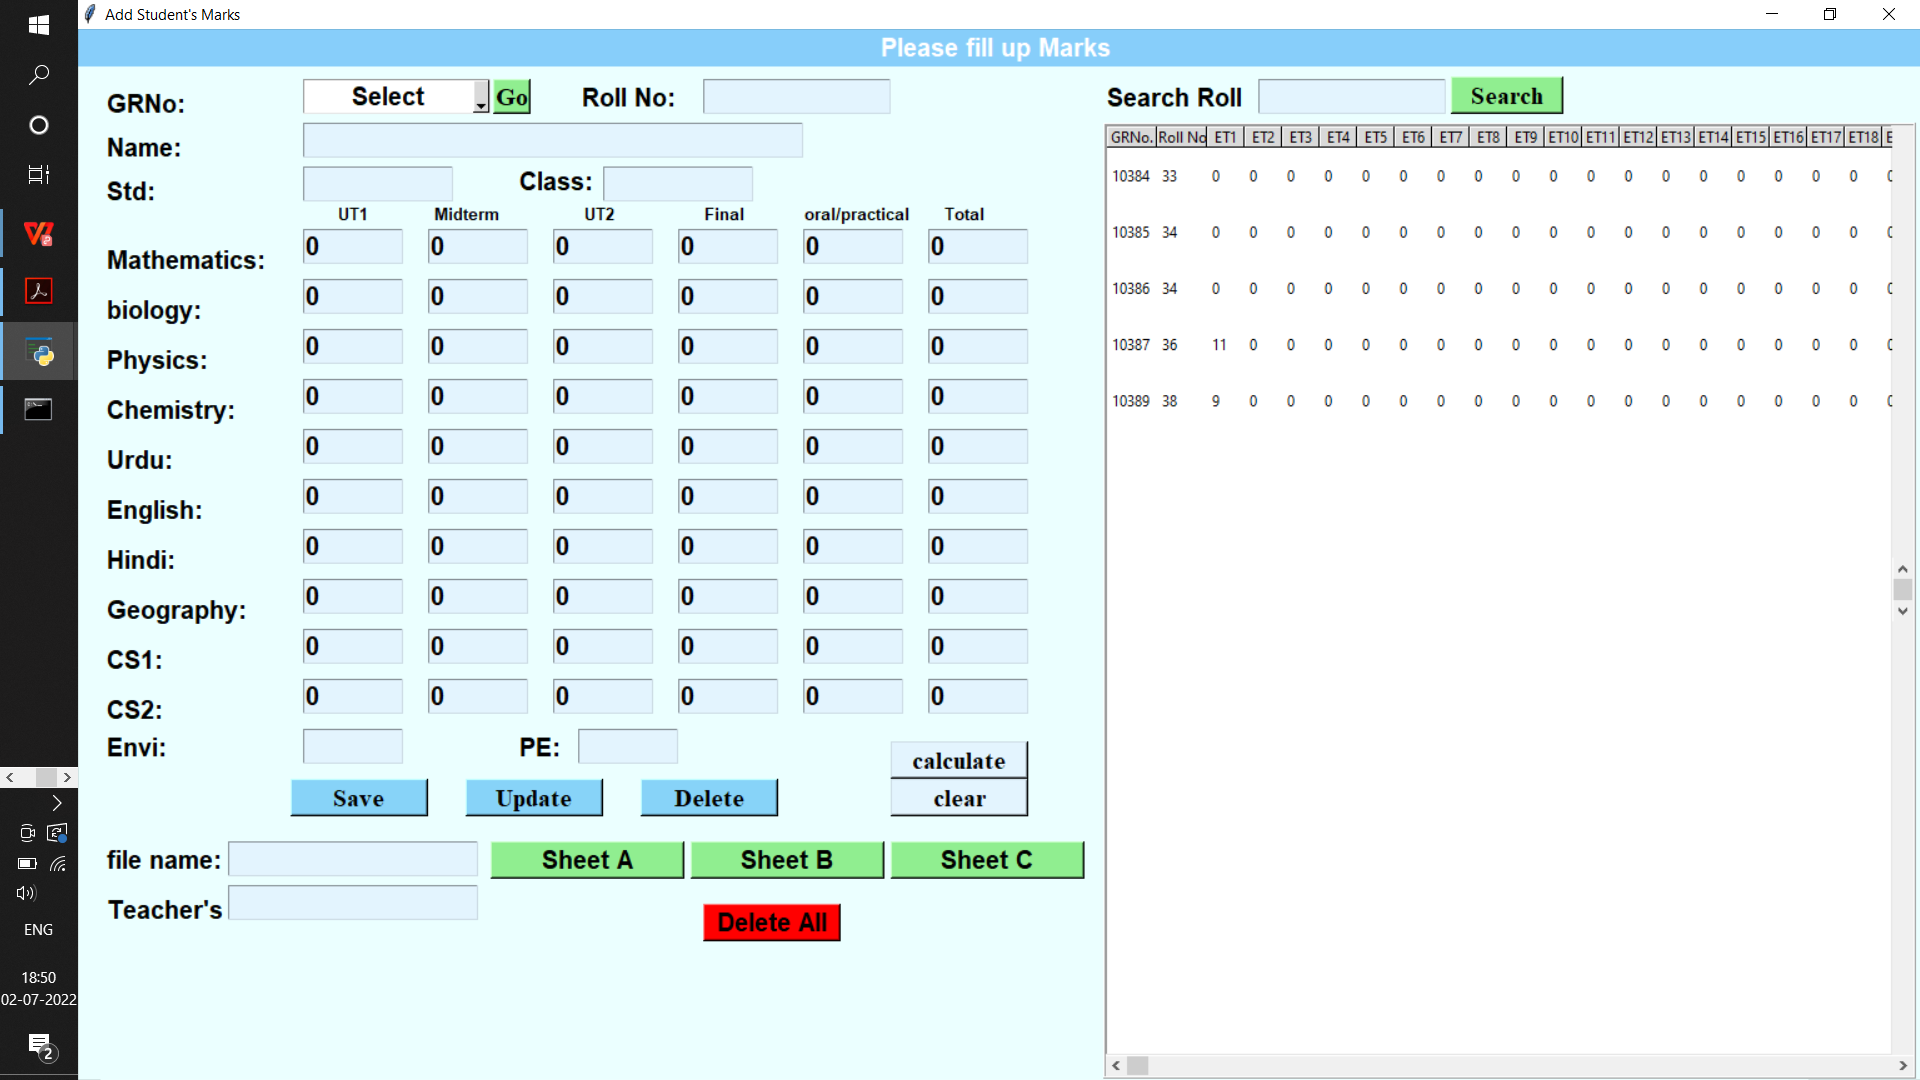 Add Student's Marks
Please fill up Marks
GRNo: Select Go Roll No:
Name:
Std: Class:
UT1 Midterm UT2 Final oral/practical Total
Mathematics: 0 0 0 0 0 0
biology: 0 0 0 0 0 0
Physics: 0 0 0 0 0 0
Chemistry: 0 0 0 0 0 0
Urdu: 0 0 0 0 0 0
English: 0 0 0 0 0 0
Hindi: 0 0 0 0 0 0
Geography: 0 0 0 0 0 0
CS1: 0 0 0 0 0 0
CS2: 0 0 0 0 0 0
Envi: PE:
calculate
Save Update Delete clear
file name: Sheet A Sheet B Sheet C
Teacher's
Delete All
Search Roll Search
GRNo. Roll No ET1 ET2 ET3 ET4 ET5 ET6 ET7 ET8 ET9 ET10 ET11 ET12 ET13 ET14 ET15 ET16 ET17 ET18 E
10384 33 0 0 0 0 0 0 0 0 0 0 0 0 0 0 0 0 0 0
10385 34 0 0 0 0 0 0 0 0 0 0 0 0 0 0 0 0 0 0
10386 34 0 0 0 0 0 0 0 0 0 0 0 0 0 0 0 0 0 0
10387 36 11 0 0 0 0 0 0 0 0 0 0 0 0 0 0 0 0 0
10389 38 9 0 0 0 0 0 0 0 0 0 0 0 0 0 0 0 0 0
ENG
18:50
02-07-2022
2